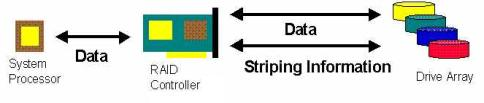 System
Processor
Data
RAID
Controller
Data
Striping Information
Drive Array